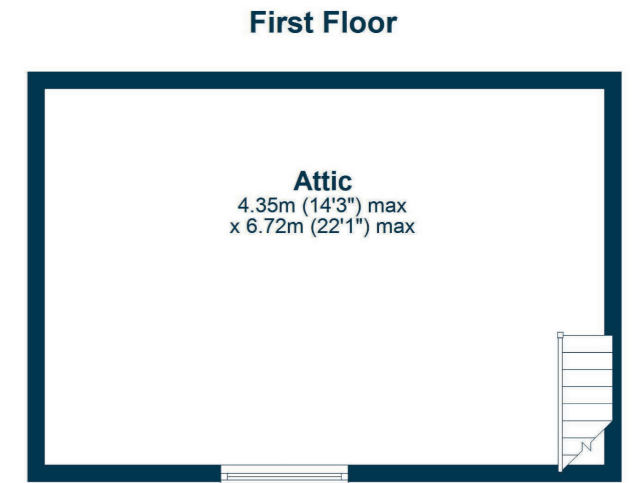 First Floor
Attic
4.35m (14'3") max
x 6.72m (22'1") max